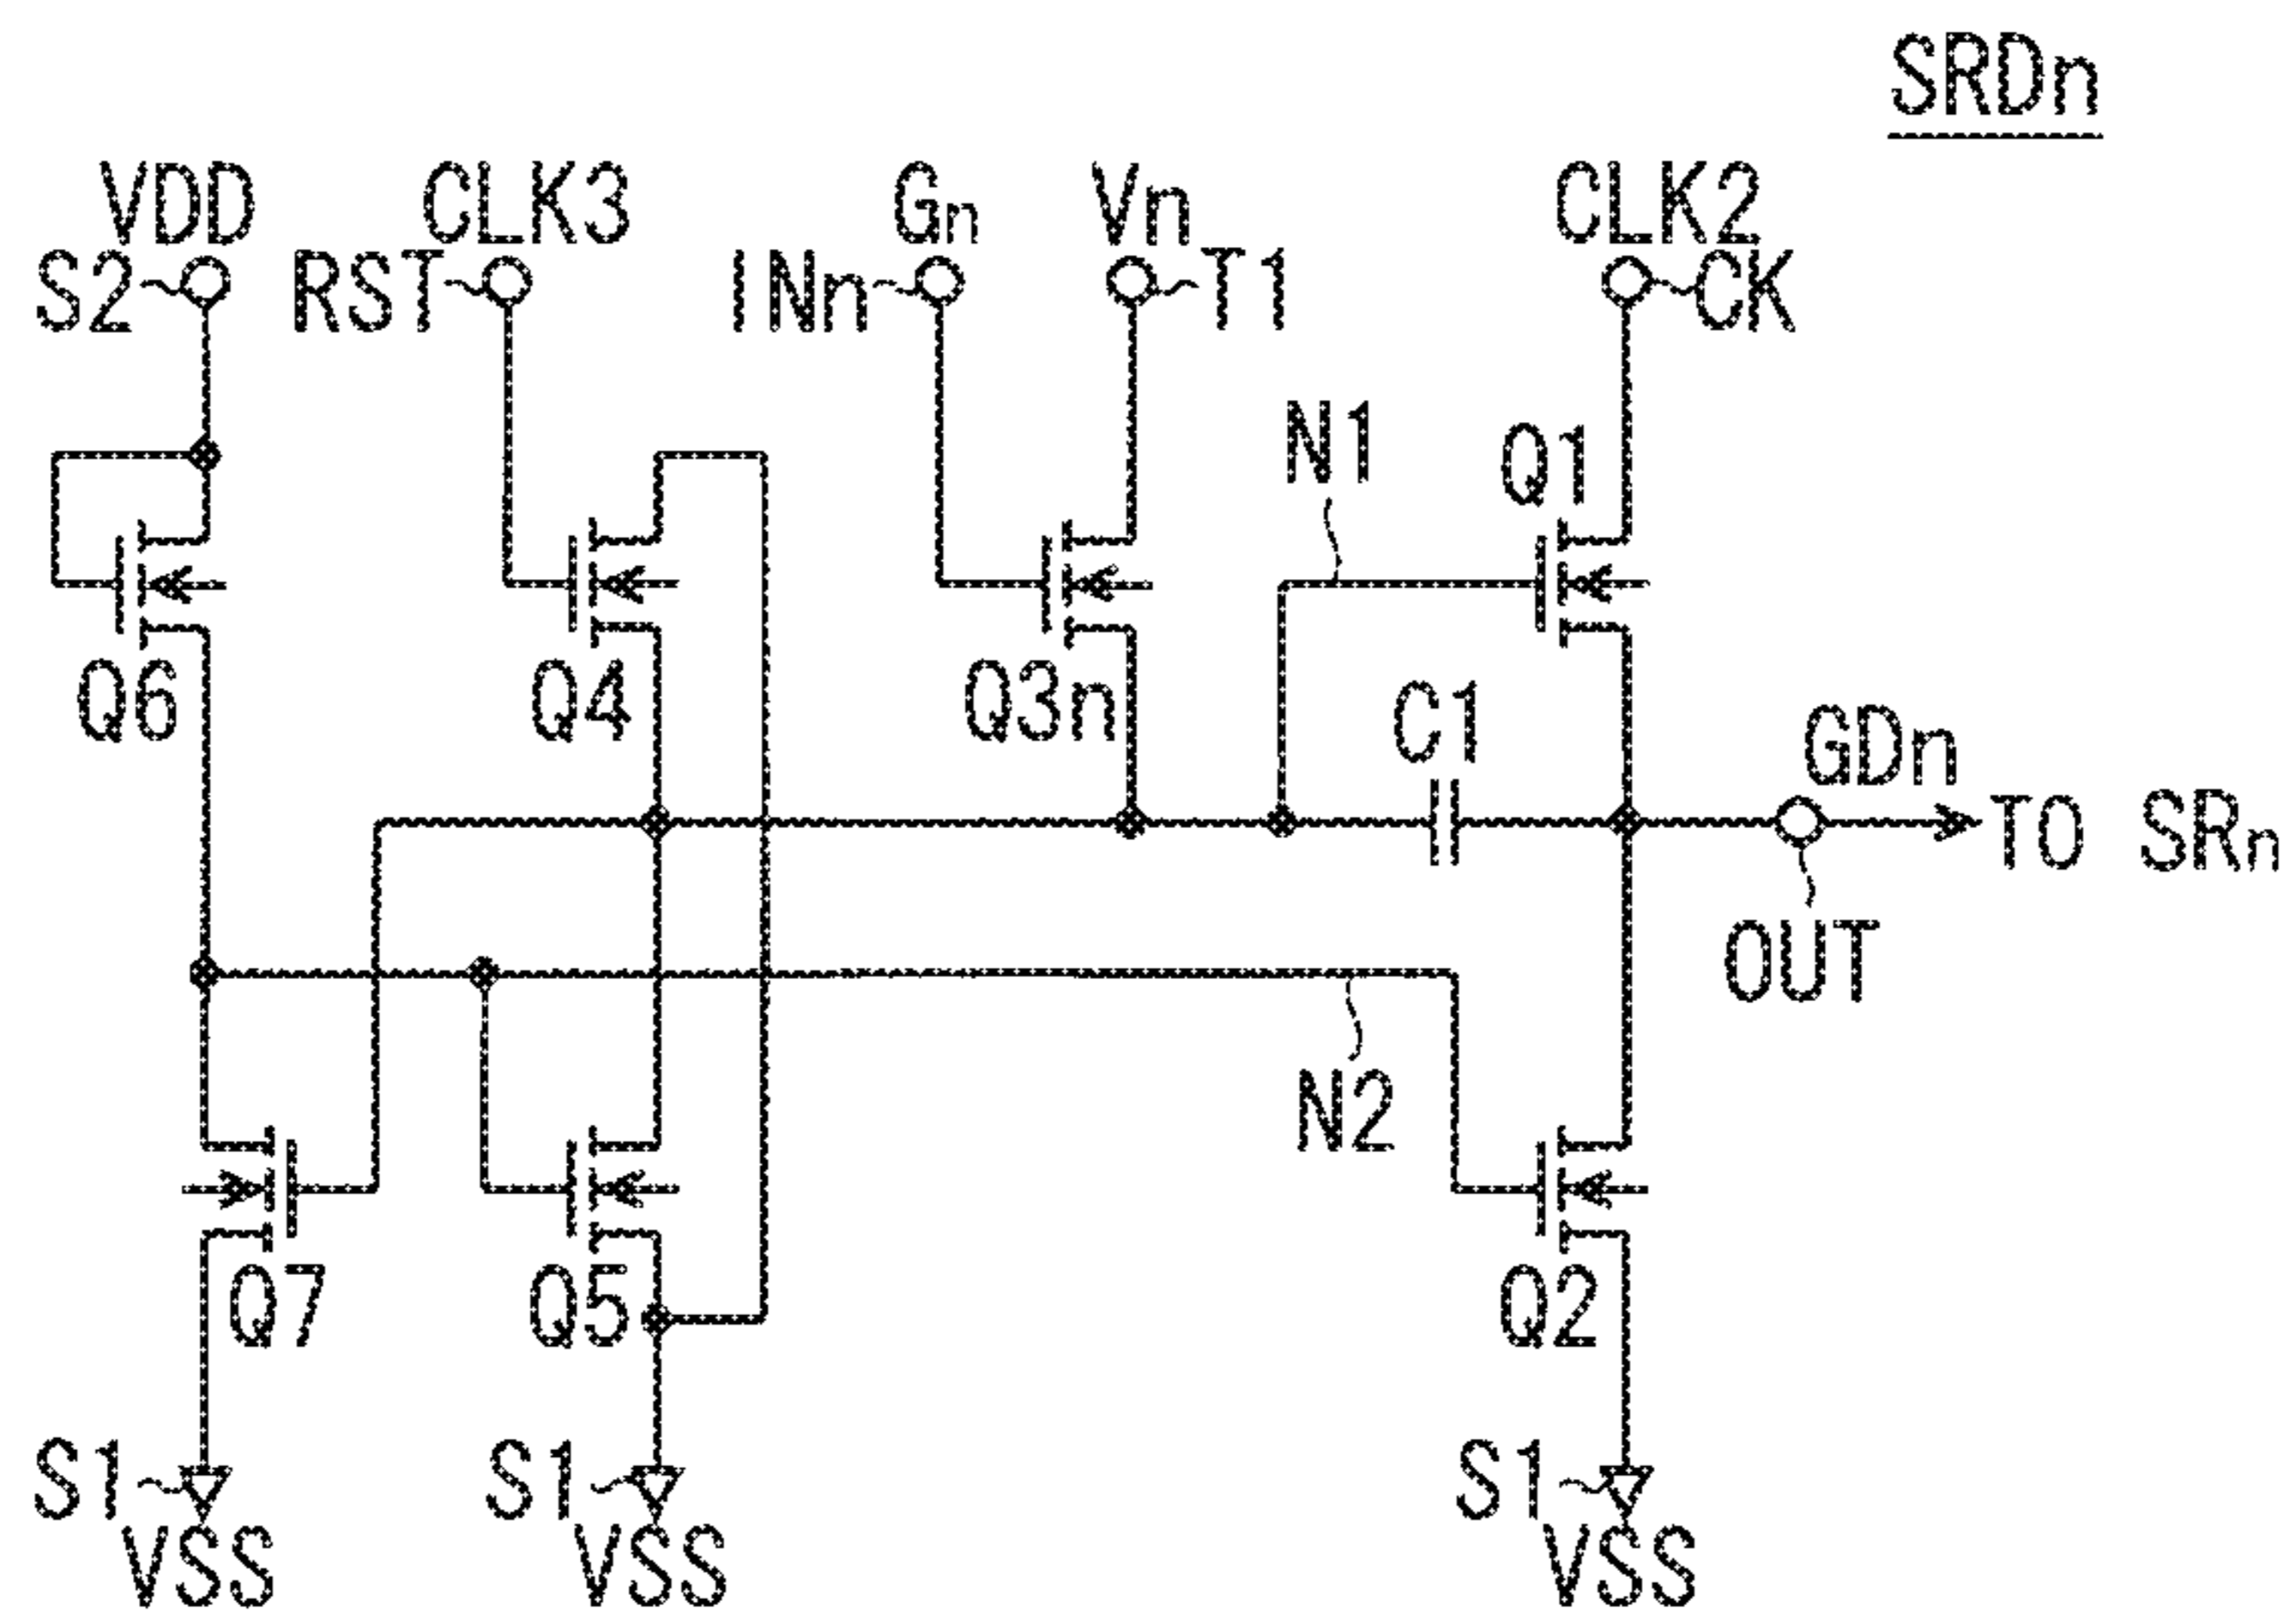 SRDn
VDD CLK3 Gn Vn CLK2
S2 RST INn T1 CK
N1 Q1
Q6 Q4 Q3n C1 GDn
TO SRn
OUT
N2
Q7 Q5 Q2
S1 S1 S1
VSS VSS VSS